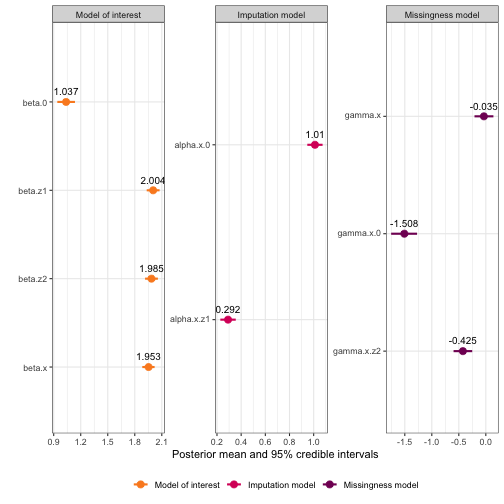 Model of interest
Imputation model
Missingness model
beta.0
1.037
beta.z1
2.004
beta.z2
1.985
beta.x
1.953
0.9 1.2 1.5 1.8 2.1
alpha.x.0
1.01
alpha.x.z1
0.292
0.2 0.4 0.6 0.8 1.0
gamma.x
-0.035
gamma.x.0
-1.508
gamma.x.z2
-0.425
-1.5 -1.0 -0.5 0.0
Posterior mean and 95% credible intervals
Model of interest Imputation model Missingness model